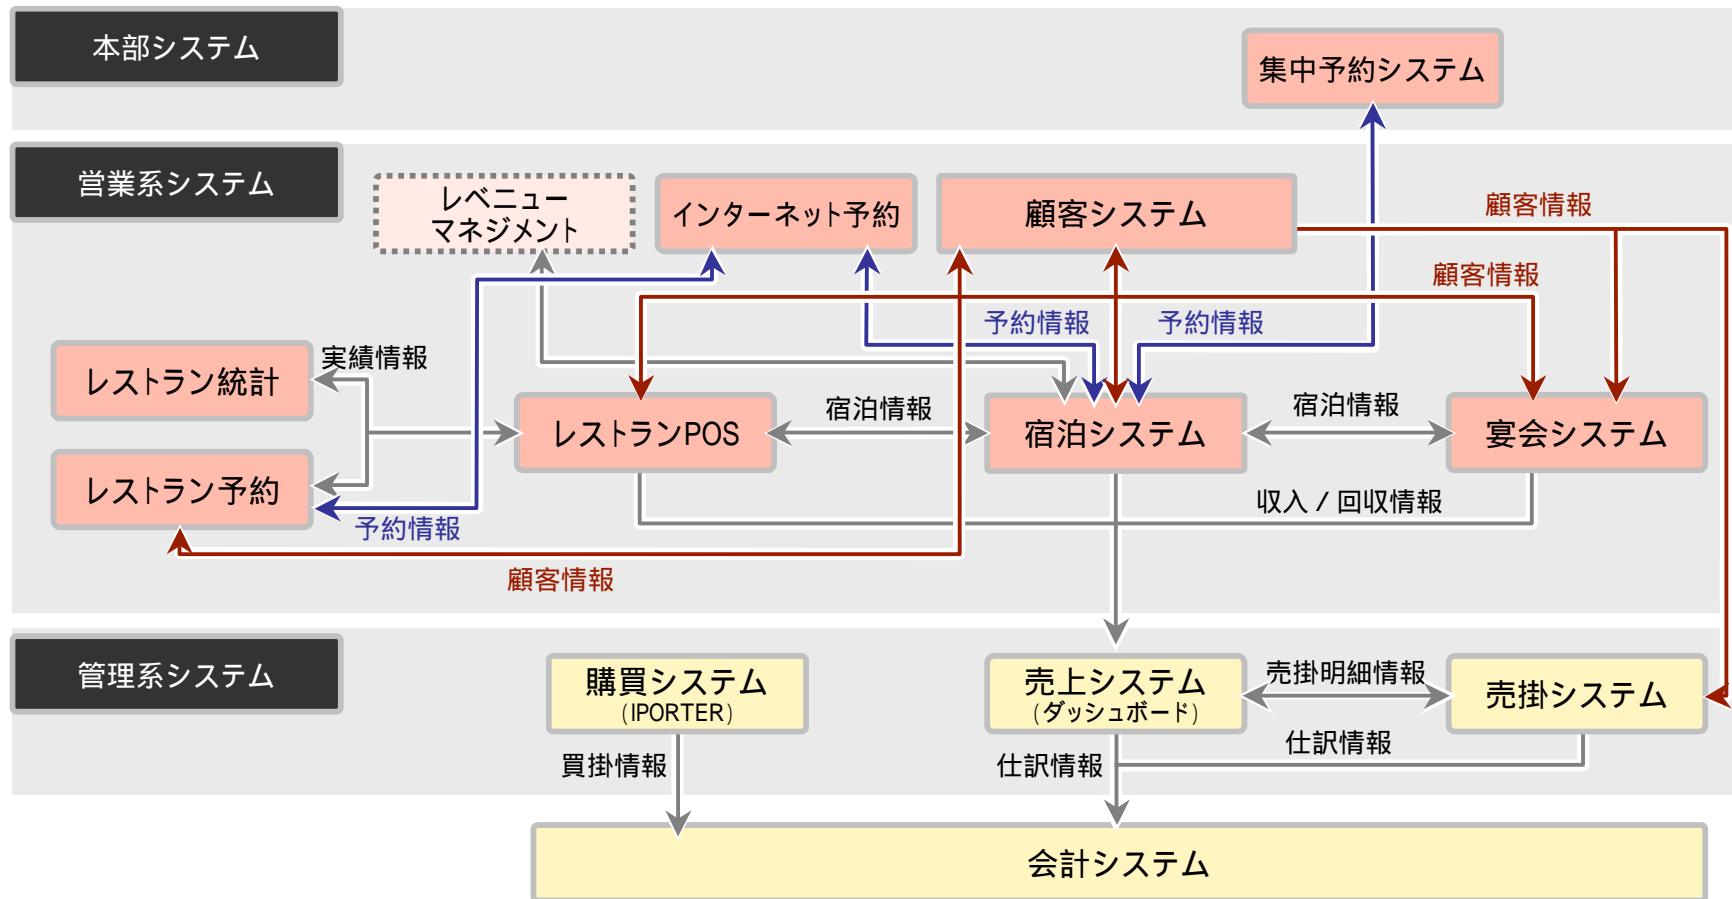 本部システム
集中予約システム
営業系システム
レベニュー
マネジメント
インターネット予約
顧客システム
顧客情報
顧客情報
予約情報
予約情報
レストラン統計
実績情報
レストランPOS
宿泊情報
宿泊システム
宿泊情報
宴会システム
レストラン予約
予約情報
収入 / 回収情報
顧客情報
管理系システム
購買システム
(IPORTER)
売上システム
(ダッシュボード)
売掛明細情報
売掛システム
買掛情報
仕訳情報
仕訳情報
会計システム